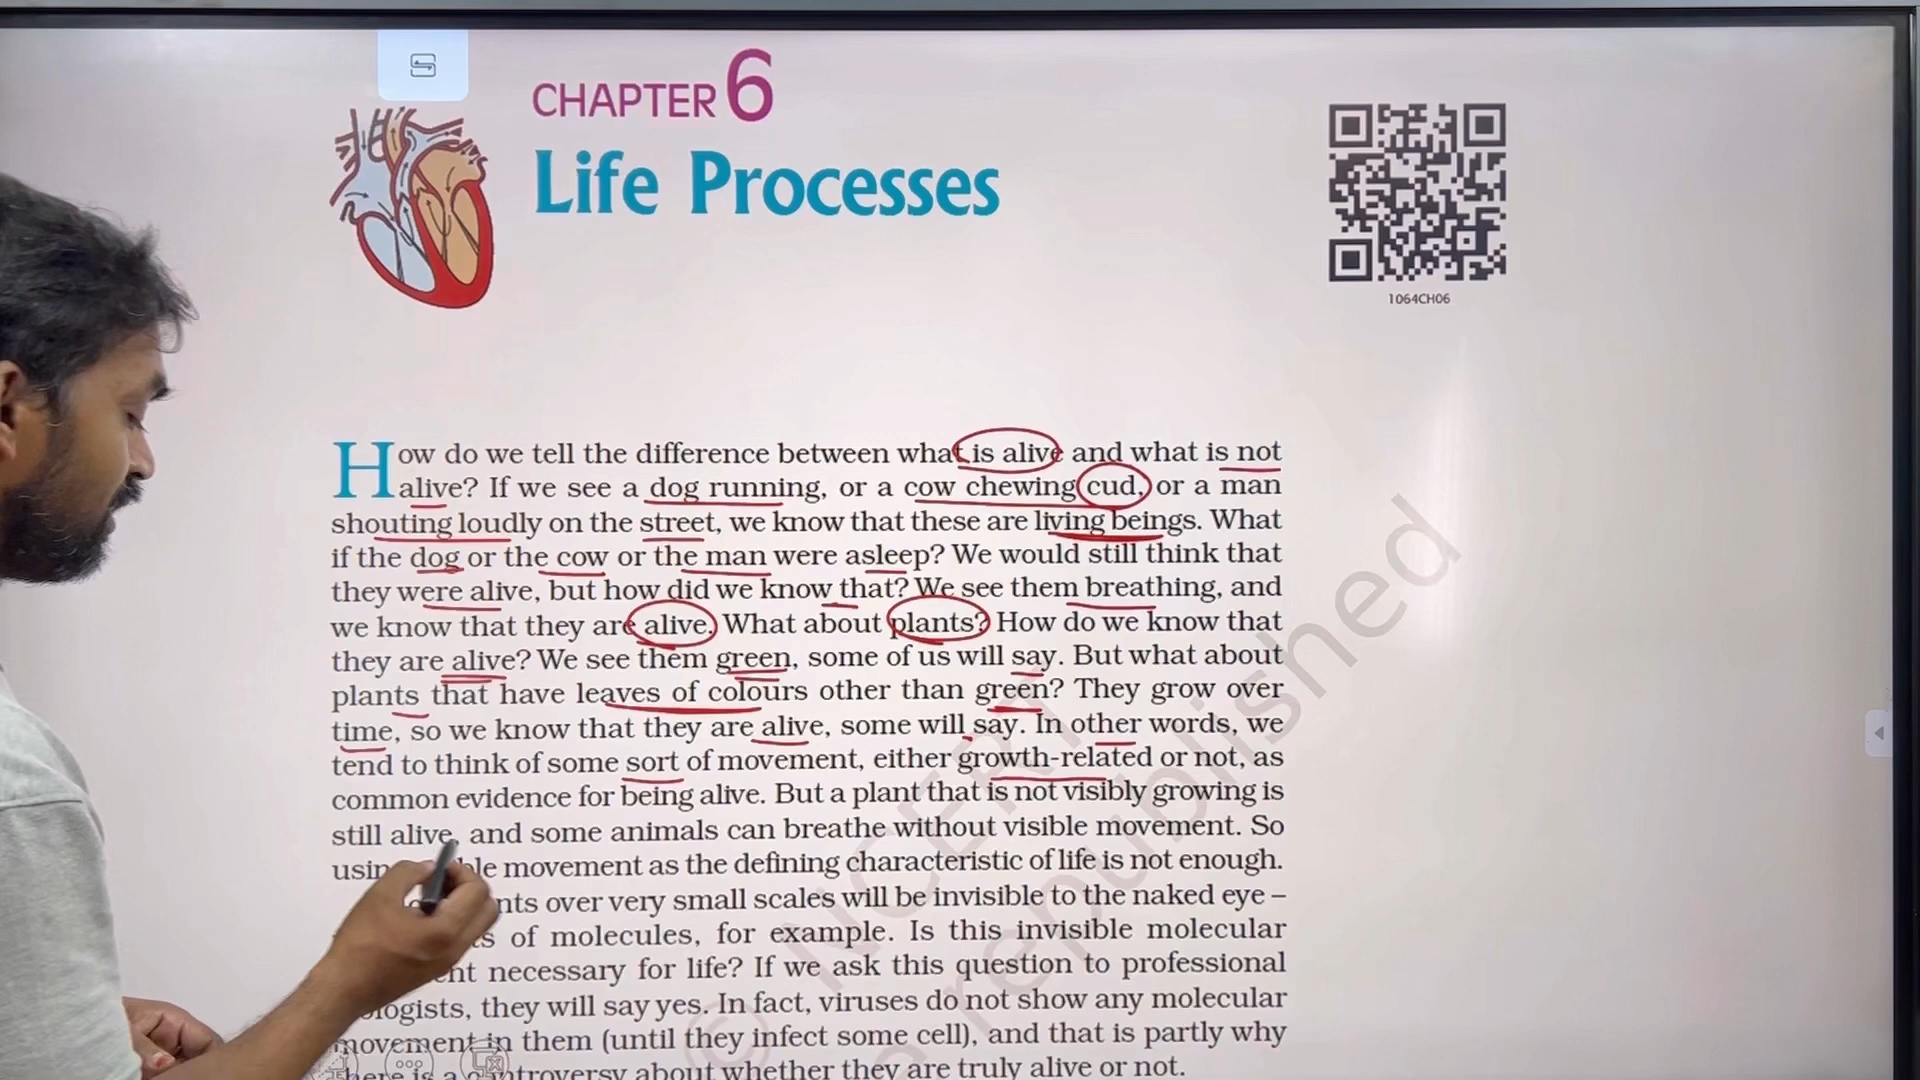 CHAPTER 6
Life Processes
1064CH06
How do we tell the difference between what is alive and what is not
alive? If we see a dog running, or a cow chewing cud, or a man
shouting loudly on the street, we know that these are living beings. What
if the dog or the cow or the man were asleep? We would still think that
they were alive, but how did we know that? We see them breathing, and
we know that they are alive. What about plants? How do we know that
they are alive? We see them green, some of us will say. But what about
plants that have leaves of colours other than green? They grow over
time, so we know that they are alive, some will say. In other words, we
tend to think of some sort of movement, either growth-related or not, as
common evidence for being alive. But a plant that is not visibly growing is
still alive, and some animals can breathe without visible movement. So
movement as the defining characteristic of life is not enough.
over very small scales will be invisible to the naked eye –
of molecules, for example. Is this invisible molecular
necessary for life? If we ask this question to professional
they will say yes. In fact, viruses do not show any molecular
movement in them (until they infect some cell), and that is partly why
is a controversy about whether they are truly alive or not.
© NCERT
republished